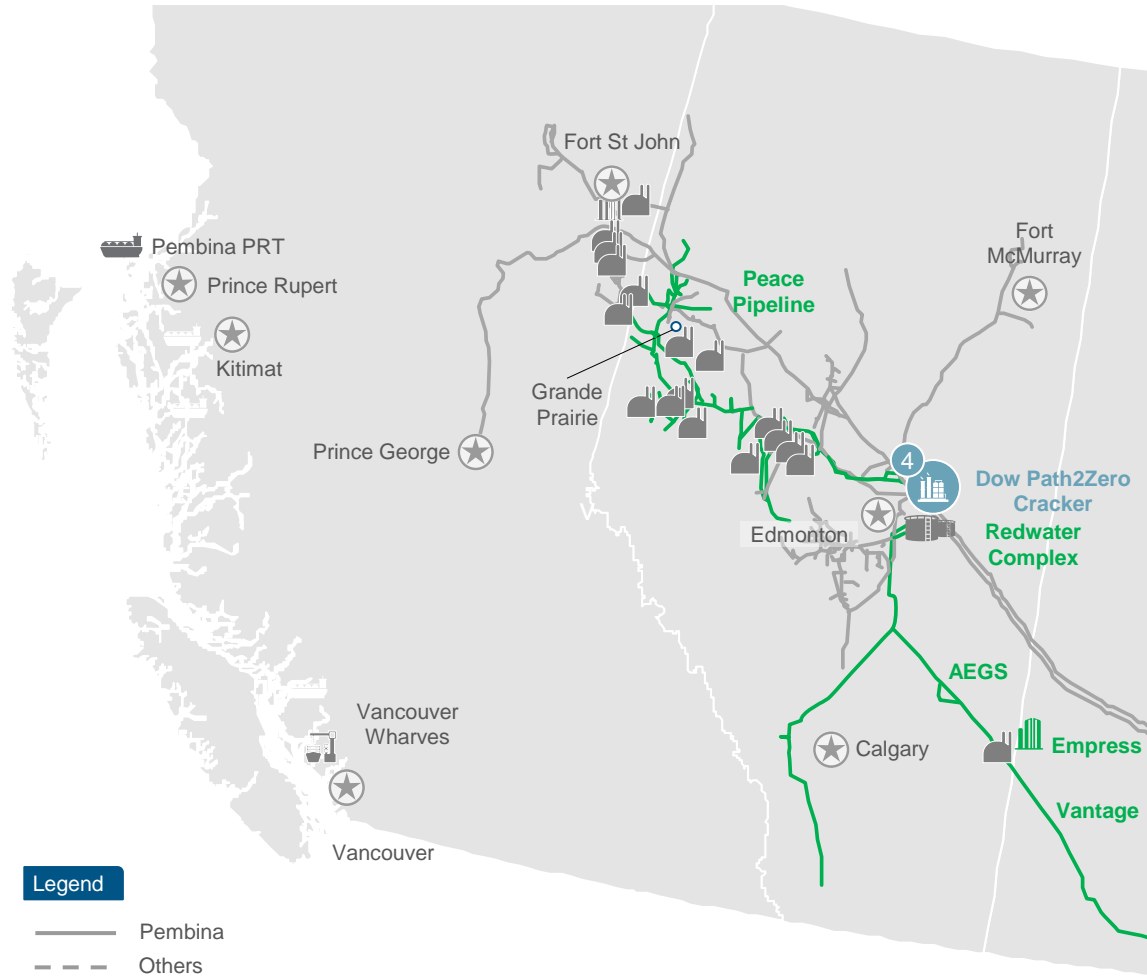 Fort St John
Fort
McMurray
Pembina PRT
Prince Rupert
Peace
Pipeline
Kitimat
Grande
Prairie
Prince George
4
Dow Path2Zero
Cracker
Edmonton
Redwater
Complex
AEGS
Vancouver
Wharves
Calgary
Empress
Vantage
Vancouver
Legend
Pembina
Others